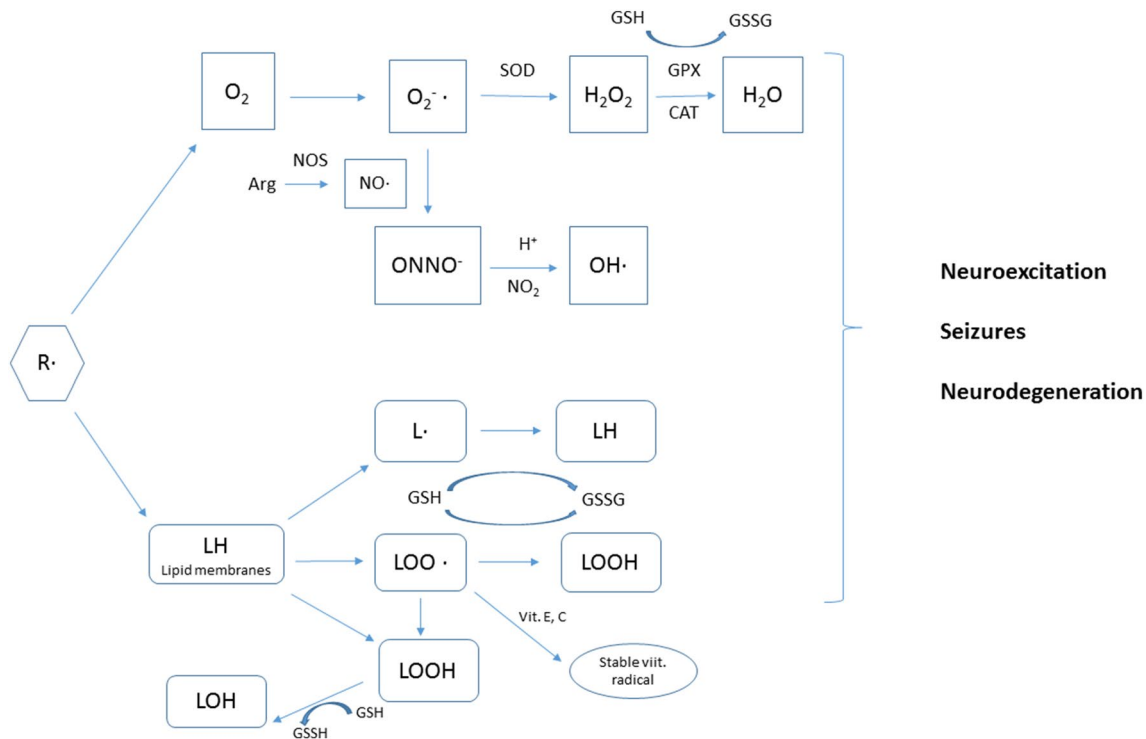 GSH GSSG
O₂ O₂⁻ · SOD H₂O₂ GPX CAT H₂O
NOS
Arg NO·
ONNO⁻ H⁺ NO₂ OH·
Neuroexcitation
Seizures
Neurodegeneration
R·
L· LH
GSH GSSG
LH
Lipid membranes
LOO · LOOH
Vit. E, C
LOOH
Stable viit.
radical
LOH
GSH
GSSH